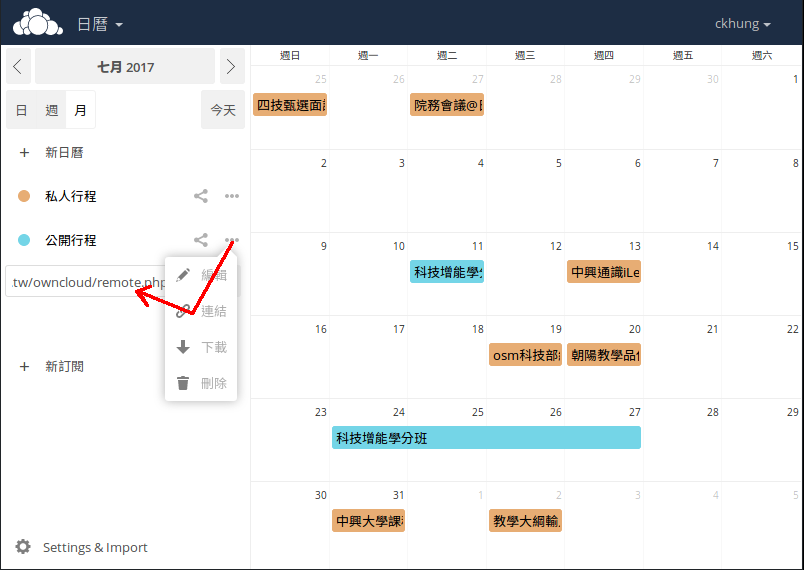 日曆
ckhung
七月 2017
日 週 月
今天
+ 新日曆
私人行程
公開行程
.tw/owncloud/remote.php
編輯
連結
下載
刪除
+ 新訂閱
Settings & Import
週日 週一 週二 週三 週四 週五 週六
25 26 27 28 29 30 1
四技甄選面 院務會議@
2 3 4 5 6 7 8
9 10 11 12 13 14 15
科技增能學 中興通識iLe
16 17 18 19 20 21 22
osm科技部 朝陽教學品
23 24 25 26 27 28 29
科技增能學分班
30 31 1 2 3 4 5
中興大學課 教學大綱輸